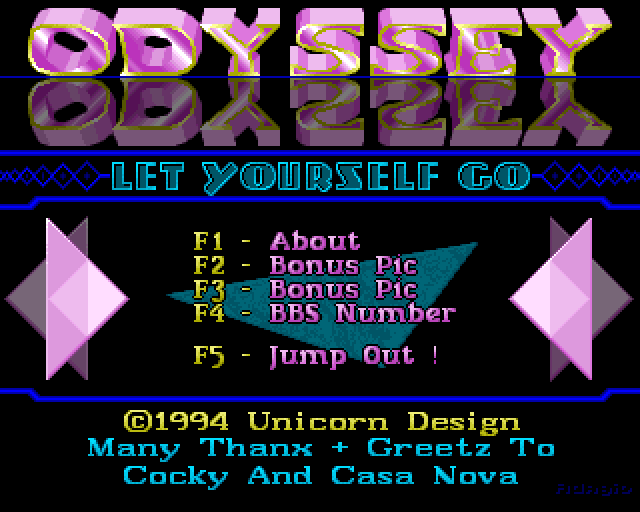 ODYSSEY
LET YOURSELF GO
F1 - About
F2 - Bonus Pic
F3 - Bonus Pic
F4 - BBS Number
F5 - Jump Out !
©1994 Unicorn Design
Many Thanx + Greetz To
Cocky And Casa Nova
Adagio